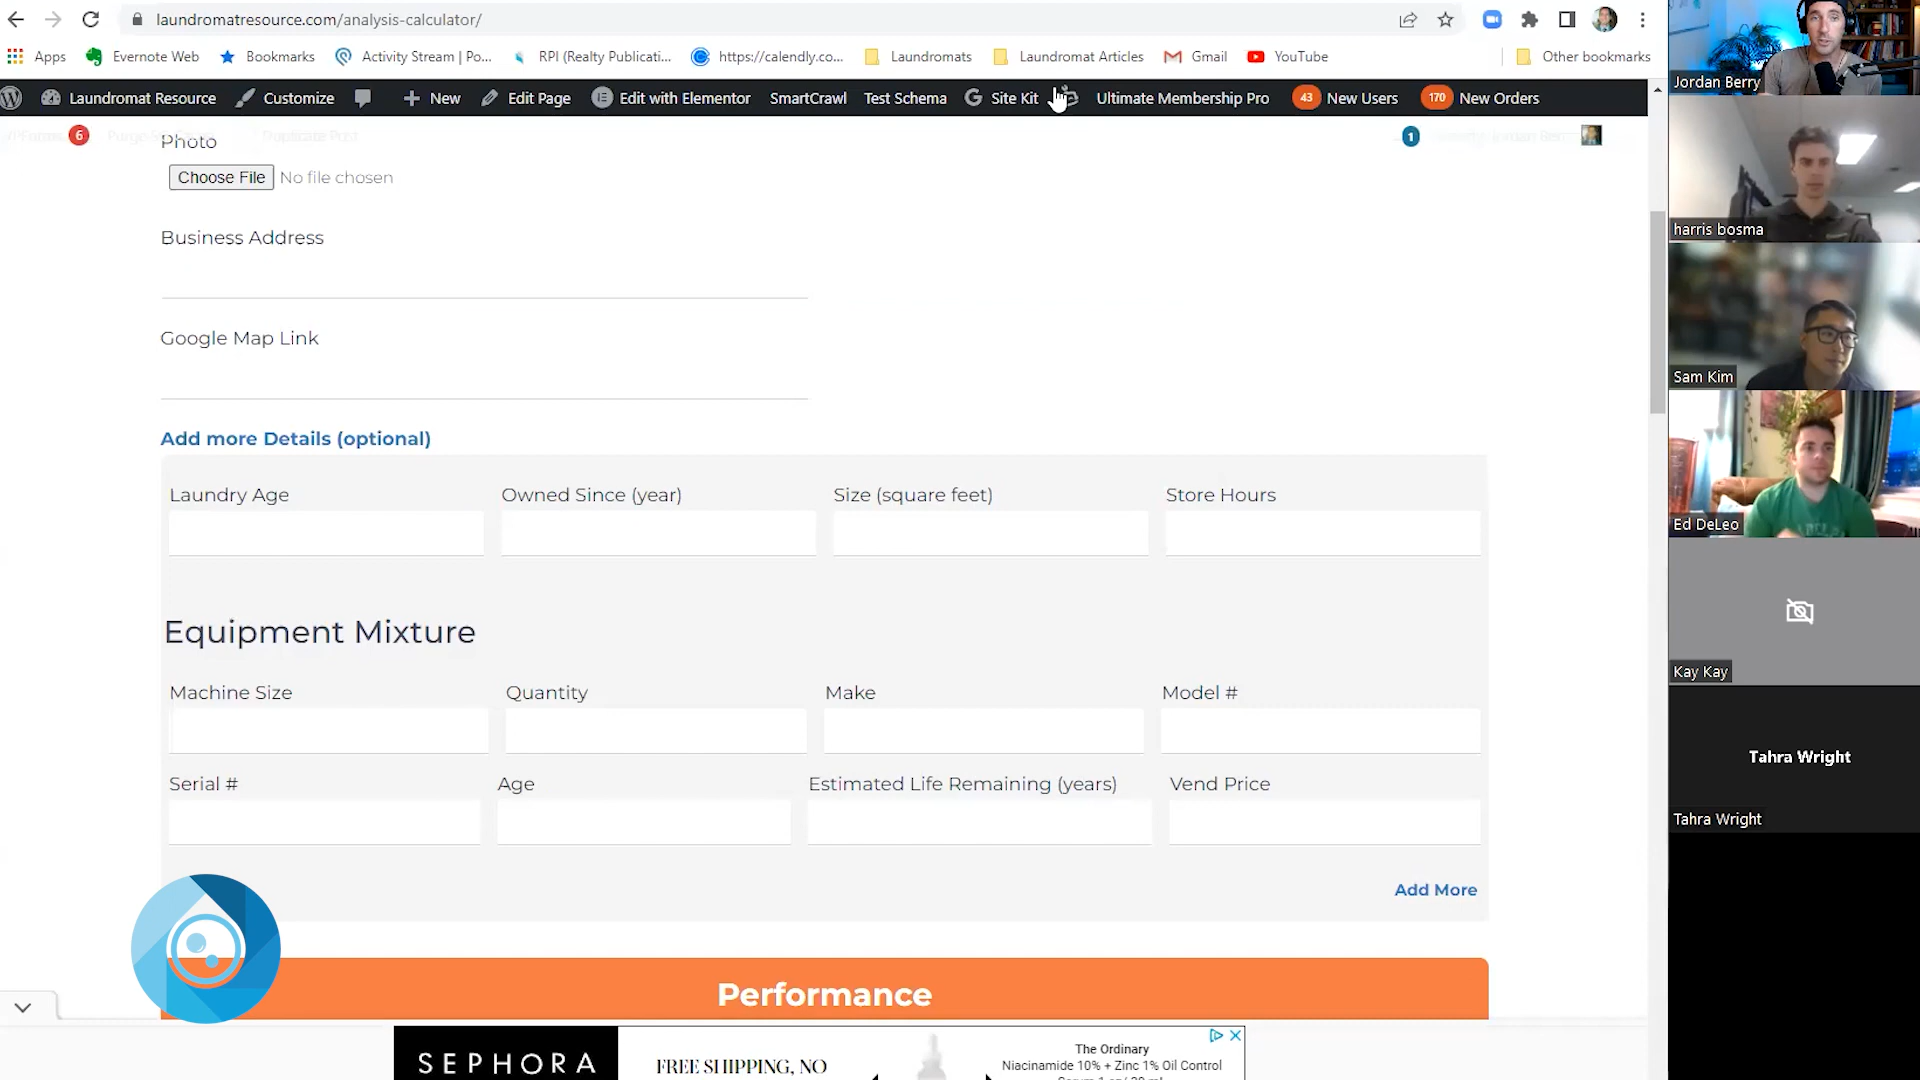 laundromatresource.com/analysis-calculator/
Apps Evernote Web Bookmarks Activity Stream | Po... RPI (Realty Publicati... https://calendly.co... Laundromats Laundromat Articles Gmail YouTube Other bookmarks
Laundromat Resource Customize New Edit Page Edit with Elementor SmartCrawl Test Schema Site Kit Ultimate Membership Pro 43 New Users 170 New Orders
6 1
Photo
Choose File No file chosen
Business Address
Google Map Link
Add more Details (optional)
Laundry Age Owned Since (year) Size (square feet) Store Hours
Equipment Mixture
Machine Size Quantity Make Model #
Serial # Age Estimated Life Remaining (years) Vend Price
Add More
Performance
SEPHORA
FREE SHIPPING, NO
The Ordinary
Niacinamide 10% + Zinc 1% Oil Control
Jordan Berry
harris bosma
Sam Kim
Ed DeLeo
Kay Kay
Tahra Wright
Tahra Wright